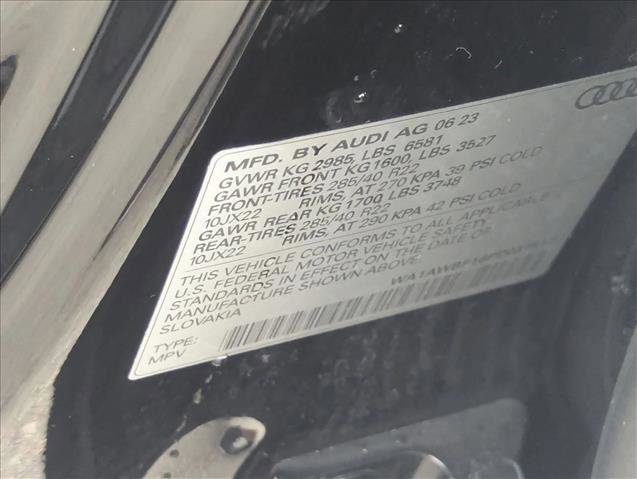 MFD. BY AUDI AG 06 23
GVWR KG 2985, LBS 6581
GAWR FRONT KG 1600, LBS 3527
FRONT-TIRES 285/40 R22
10JX22 RIMS, AT 270 KPA 39 PSI COLD
GAWR REAR KG 1700 LBS 3748
REAR-TIRES 285/40 R22
10JX22 RIMS, AT 290 KPA 42 PSI COLD
THIS VEHICLE CONFORMS TO ALL APPLICABLE
U.S. FEDERAL MOTOR VEHICLE SAFETY
STANDARDS IN EFFECT ON THE DATE OF
MANUFACTURE SHOWN ABOVE.
SLOVAKIA
TYPE:
MPV